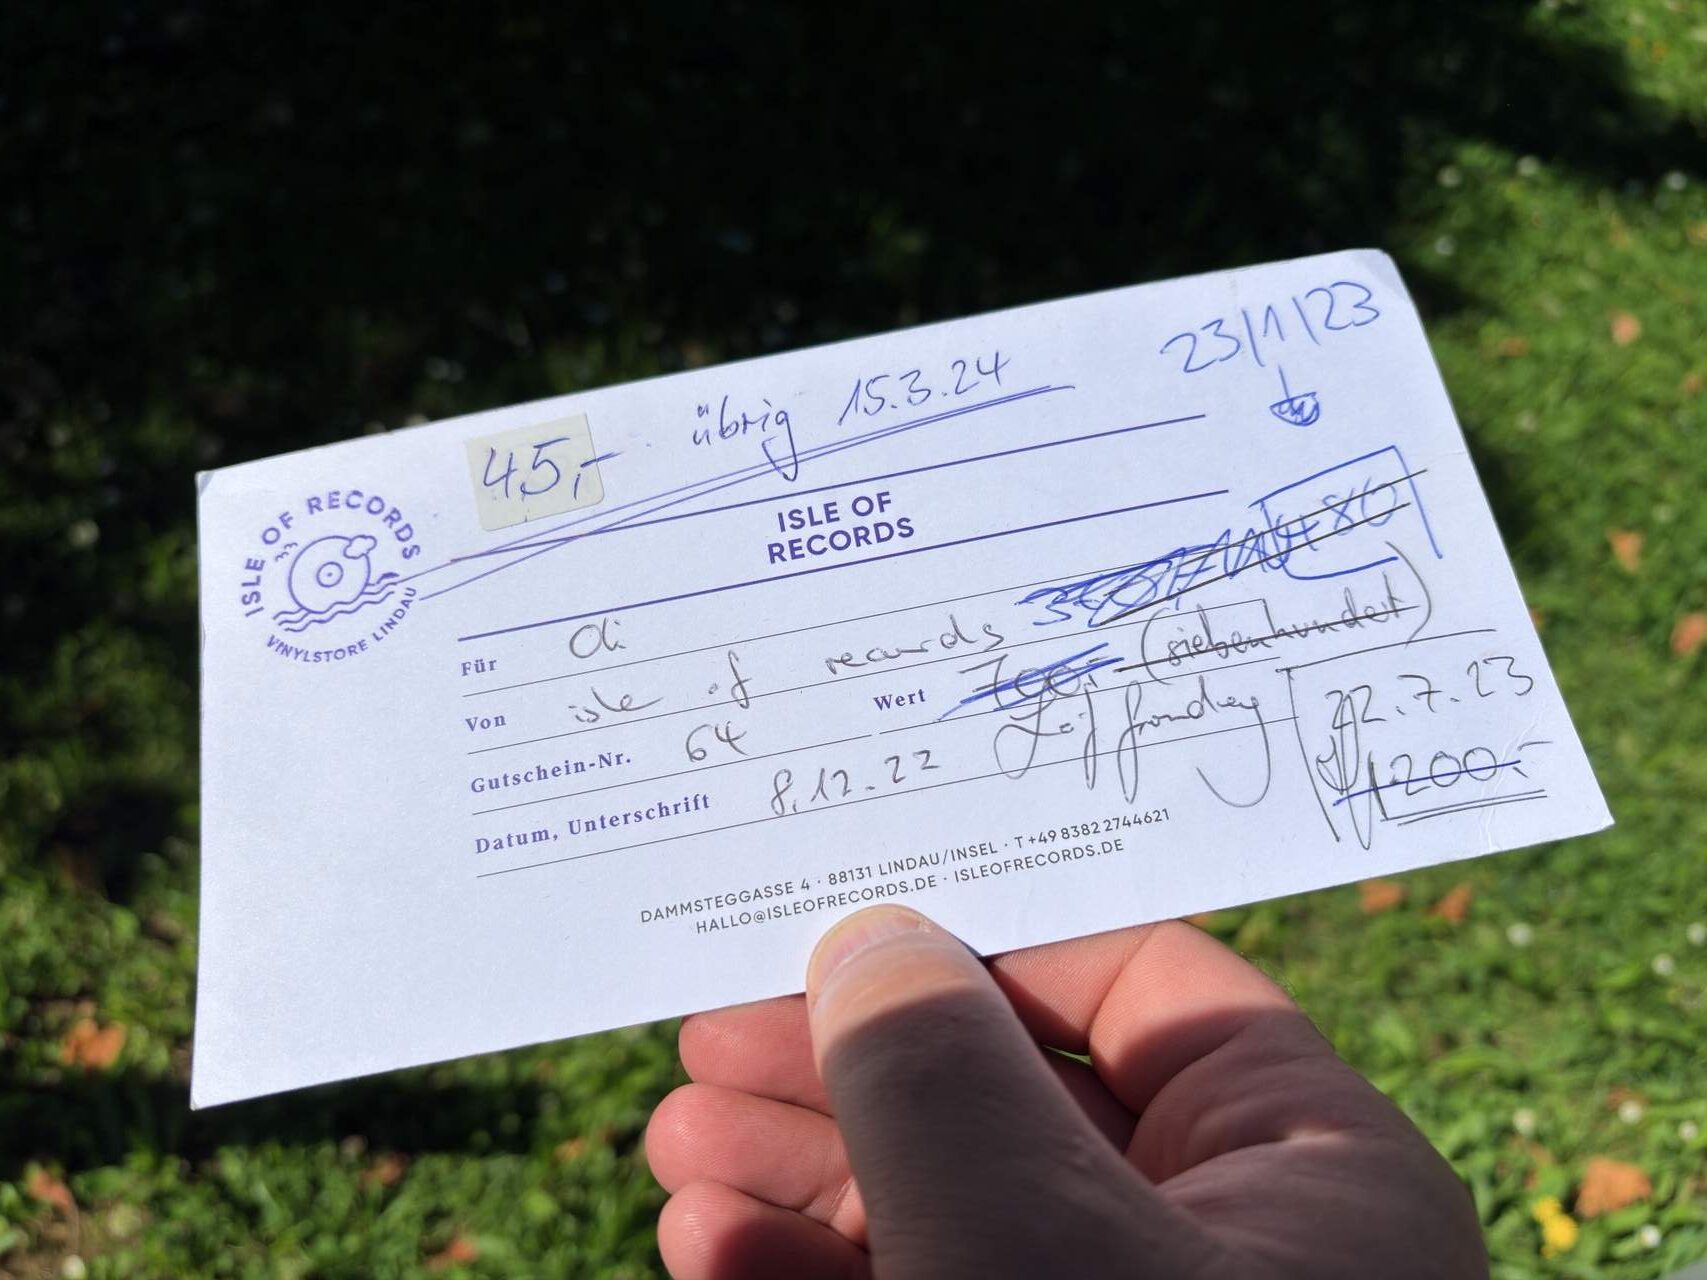 23/1/23
45,- übrig 15.3.24
ISLE OF RECORDS
VINYLSTORE LINDAU
ISLE OF
RECORDS
480
Für Oli
Von isle of records
Wert 700.- (siebenhundert)
Gutschein-Nr. 64
Datum, Unterschrift 8.12.22
22.7.23
1200.-
DAMMSTEGGASSE 4 · 88131 LINDAU/INSEL · T +49 8382 2744621
HALLO@ISLEOFRECORDS.DE · ISLEOFRECORDS.DE